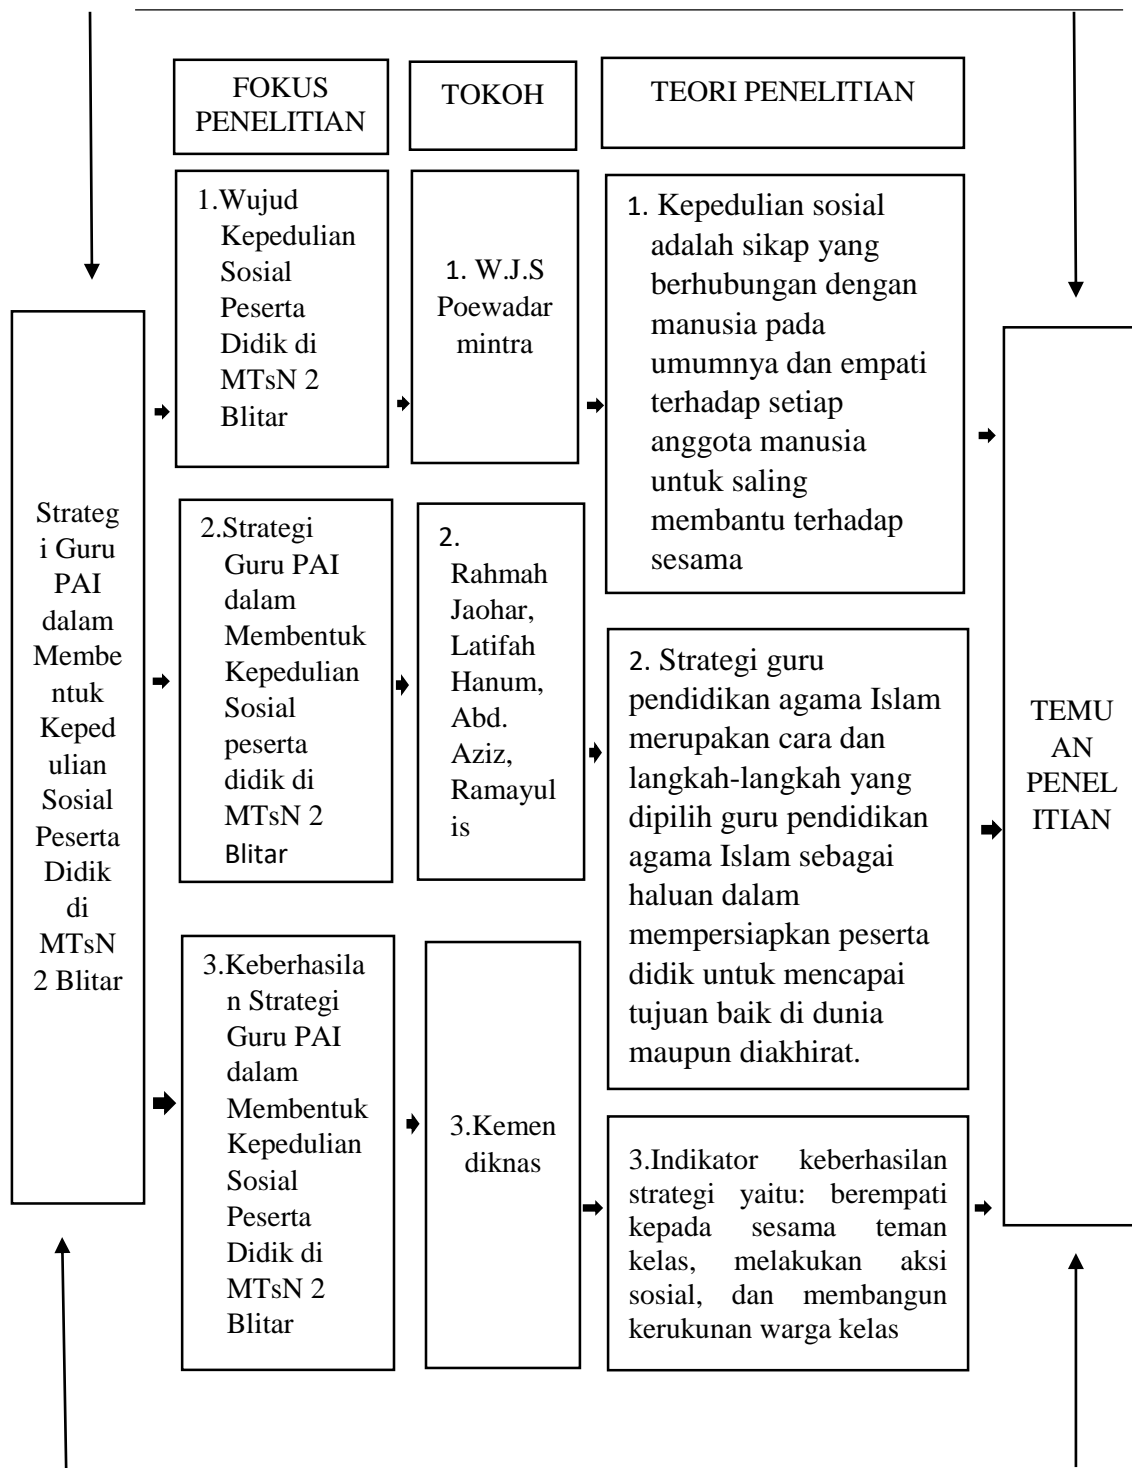 FOKUS
PENELITIAN
TOKOH
TEORI PENELITIAN
Strateg
i Guru
PAI
dalam
Membe
ntuk
Keped
ulian
Sosial
Peserta
Didik
di
MTsN
2 Blitar
1.Wujud
Kepedulian
Sosial
Peserta
Didik di
MTsN 2
Blitar
1. W.J.S
Poewadar
mintra
1. Kepedulian sosial
adalah sikap yang
berhubungan dengan
manusia pada
umumnya dan empati
terhadap setiap
anggota manusia
untuk saling
membantu terhadap
sesama
2.Strategi
Guru PAI
dalam
Membentuk
Kepedulian
Sosial
peserta
didik di
MTsN 2
Blitar
2.
Rahmah
Jaohar,
Latifah
Hanum,
Abd.
Aziz,
Ramayul
is
2. Strategi guru
pendidikan agama Islam
merupakan cara dan
langkah-langkah yang
dipilih guru pendidikan
agama Islam sebagai
haluan dalam
mempersiapkan peserta
didik untuk mencapai
tujuan baik di dunia
maupun diakhirat.
3.Keberhasila
n Strategi
Guru PAI
dalam
Membentuk
Kepedulian
Sosial
Peserta
Didik di
MTsN 2
Blitar
3.Kemen
diknas
3.Indikator keberhasilan
strategi yaitu: berempati
kepada sesama teman
kelas, melakukan aksi
sosial, dan membangun
kerukunan warga kelas
TEMU
AN
PENEL
ITIAN